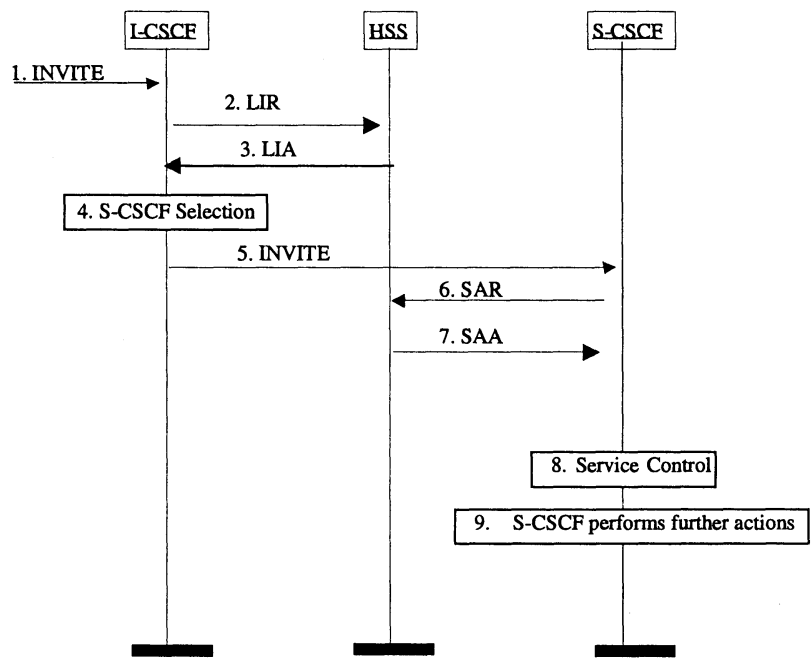 I-CSCF HSS S-CSCF
1. INVITE
2. LIR
3. LIA
4. S-CSCF Selection
5. INVITE
6. SAR
7. SAA
8. Service Control
9. S-CSCF performs further actions